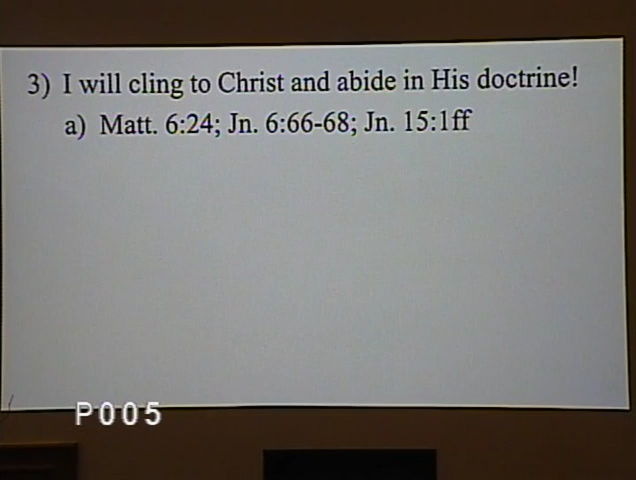 3) I will cling to Christ and abide in His doctrine!
a) Matt. 6:24; Jn. 6:66-68; Jn. 15:1ff
P005